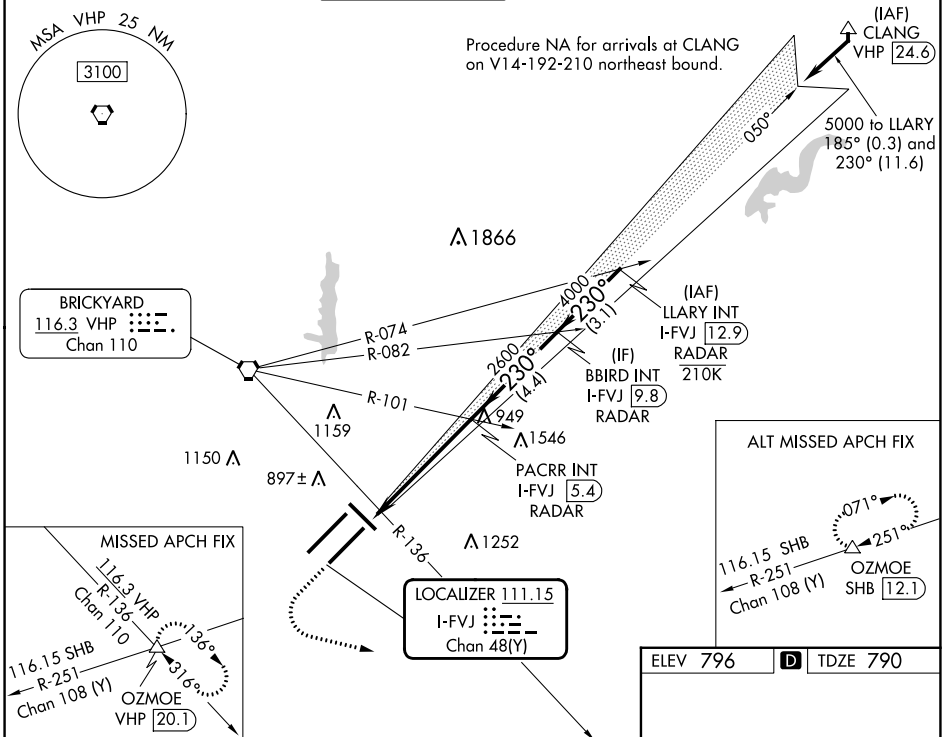 MSA VHP 25 NM
3100
Procedure NA for arrivals at CLANG
on V14-192-210 northeast bound.
(IAF)
CLANG
VHP 24.6
5000 to LLARY
185° (0.3) and
230° (11.6)
050°
1866
BRICKYARD
116.3 VHP
Chan 110
R-074
R-082
R-101
4000
230°
(3.1)
2600
230°
(4.4)
(IAF)
LLARY INT
I-FVJ 12.9
RADAR
210K
(IF)
BBIRD INT
I-FVJ 9.8
RADAR
949
1546
1159
1150
897±
PACRR INT
I-FVJ 5.4
RADAR
R-136
1252
LOCALIZER 111.15
I-FVJ
Chan 48(Y)
MISSED APCH FIX
116.3 VHP
R-136
Chan 110
116.15 SHB
R-251
Chan 108 (Y)
136°
316°
OZMOE
VHP 20.1
ALT MISSED APCH FIX
071°
251°
116.15 SHB
R-251
Chan 108 (Y)
OZMOE
SHB 12.1
ELEV 796 D TDZE 790